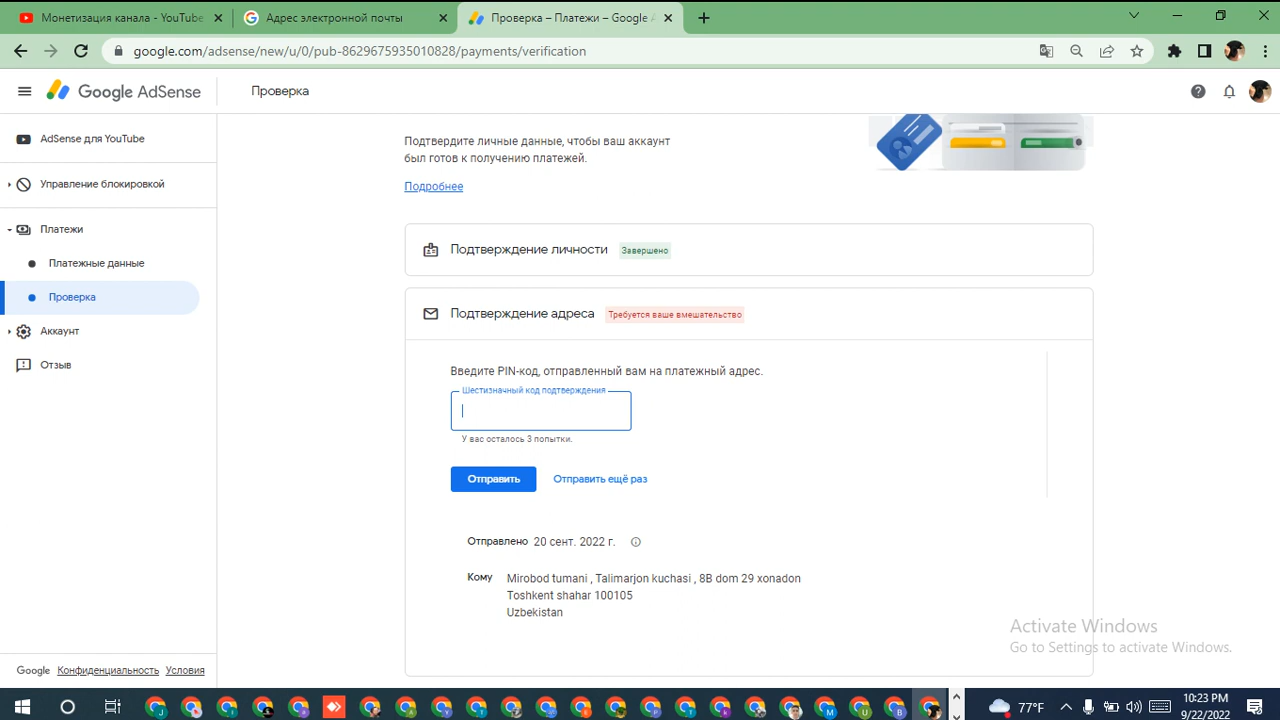 Монетизация канала - YouTube
Адрес электронной почты
Проверка – Платежи – Google A
google.com/adsense/new/u/0/pub-8629675935010828/payments/verification
Google AdSense
Проверка
AdSense для YouTube
Управление блокировкой
Платежи
Платежные данные
Проверка
Аккаунт
Отзыв
Подтвердите личные данные, чтобы ваш аккаунт
был готов к получению платежей.
Подробнее
Подтверждение личности Завершено
Подтверждение адреса Требуется ваше вмешательство
Введите PIN-код, отправленный вам на платежный адрес.
Шестизначный код подтверждения
У вас осталось 3 попытки.
Отправить Отправить ещё раз
Отправлено 20 сент. 2022 г.
Кому Mirobod tumani , Talimarjon kuchasi , 8B dom 29 xonadon
Toshkent shahar 100105
Uzbekistan
Activate Windows
Go to Settings to activate Windows.
Google Конфиденциальность Условия
77°F
10:23 PM
9/22/2022